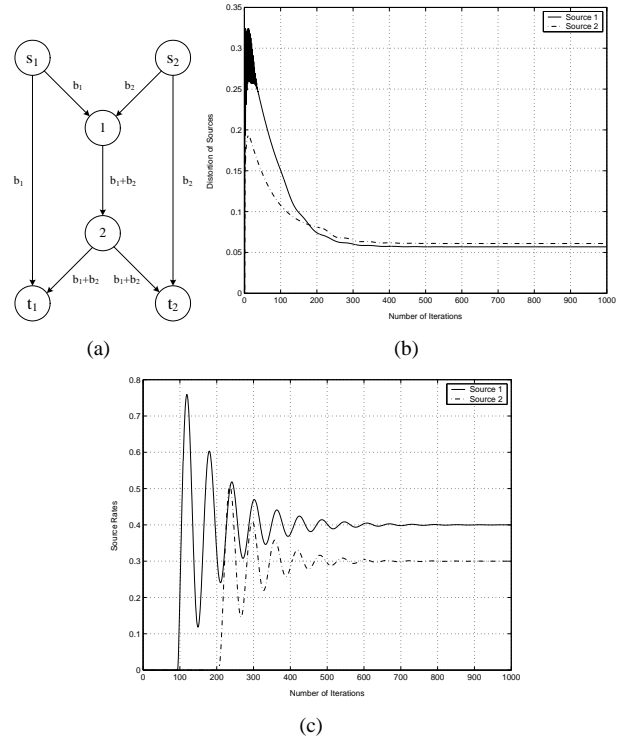 s1 s2
b1 b2
1
b1 b1+b2 b2
2
b1+b2 b1+b2
t1 t2
(a)
Source 1
Source 2
Distortion of Sources
0.35
0.3
0.25
0.2
0.15
0.1
0.05
0
0 100 200 300 400 500 600 700 800 900 1000
Number of Iterations
(b)
Source 1
Source 2
Source Rates
0.8
0.7
0.6
0.5
0.4
0.3
0.2
0.1
0
0 100 200 300 400 500 600 700 800 900 1000
Number of Iterations
(c)